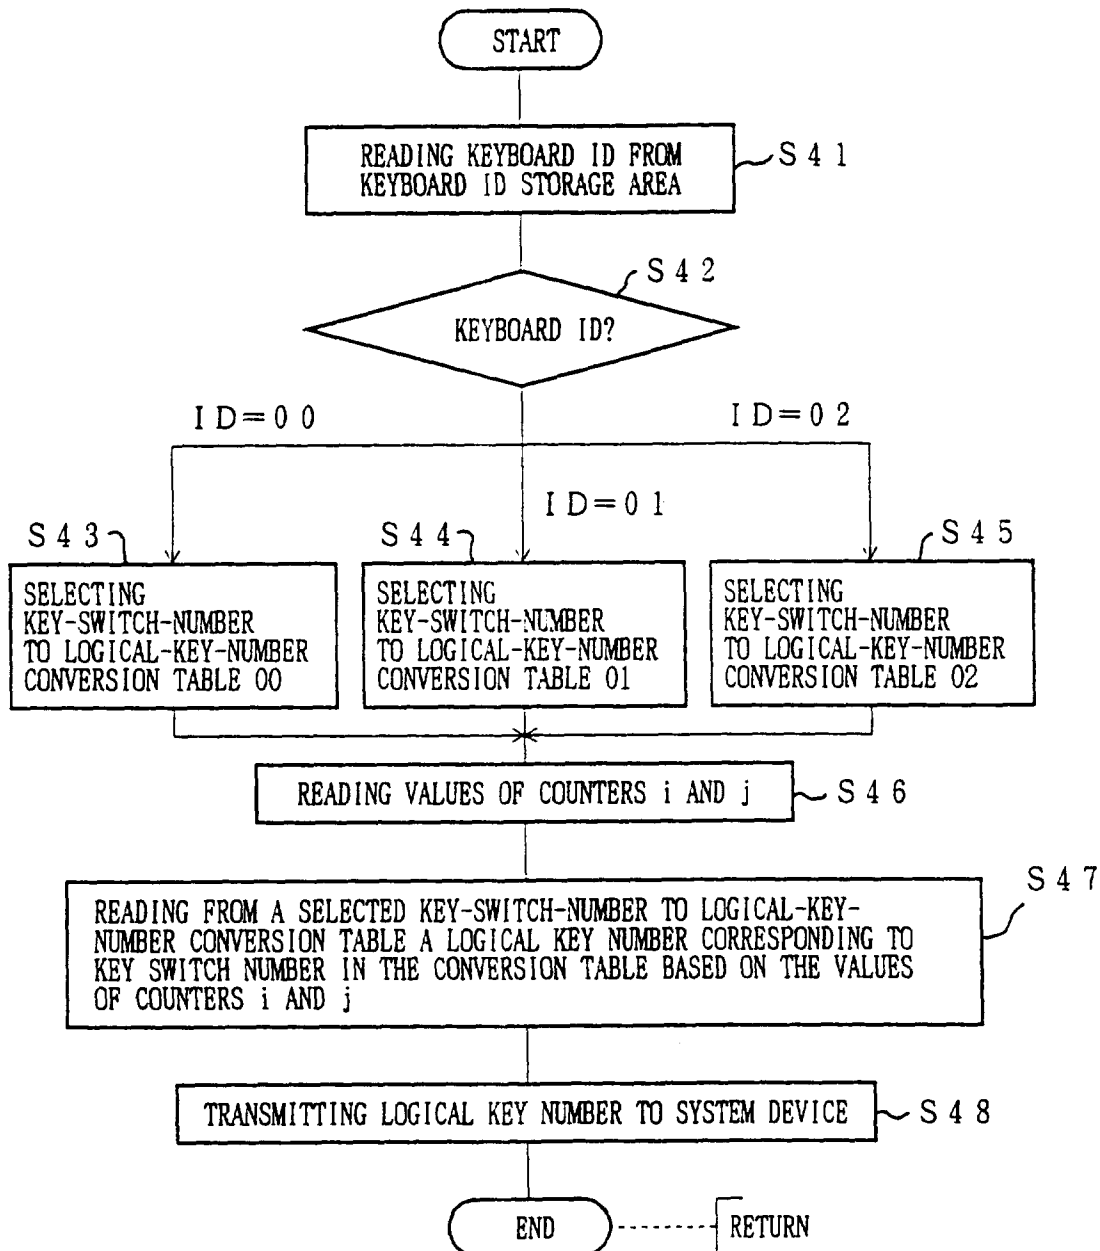 START
READING KEYBOARD ID FROM
KEYBOARD ID STORAGE AREA
S41
S42
KEYBOARD ID?
ID=00
ID=02
ID=01
S43
S44
S45
SELECTING
KEY-SWITCH-NUMBER
TO LOGICAL-KEY-NUMBER
CONVERSION TABLE 00
SELECTING
KEY-SWITCH-NUMBER
TO LOGICAL-KEY-NUMBER
CONVERSION TABLE 01
SELECTING
KEY-SWITCH-NUMBER
TO LOGICAL-KEY-NUMBER
CONVERSION TABLE 02
READING VALUES OF COUNTERS i AND j
S46
S47
READING FROM A SELECTED KEY-SWITCH-NUMBER TO LOGICAL-KEY-
NUMBER CONVERSION TABLE A LOGICAL KEY NUMBER CORRESPONDING TO
KEY SWITCH NUMBER IN THE CONVERSION TABLE BASED ON THE VALUES
OF COUNTERS i AND j
TRANSMITTING LOGICAL KEY NUMBER TO SYSTEM DEVICE
S48
END
RETURN